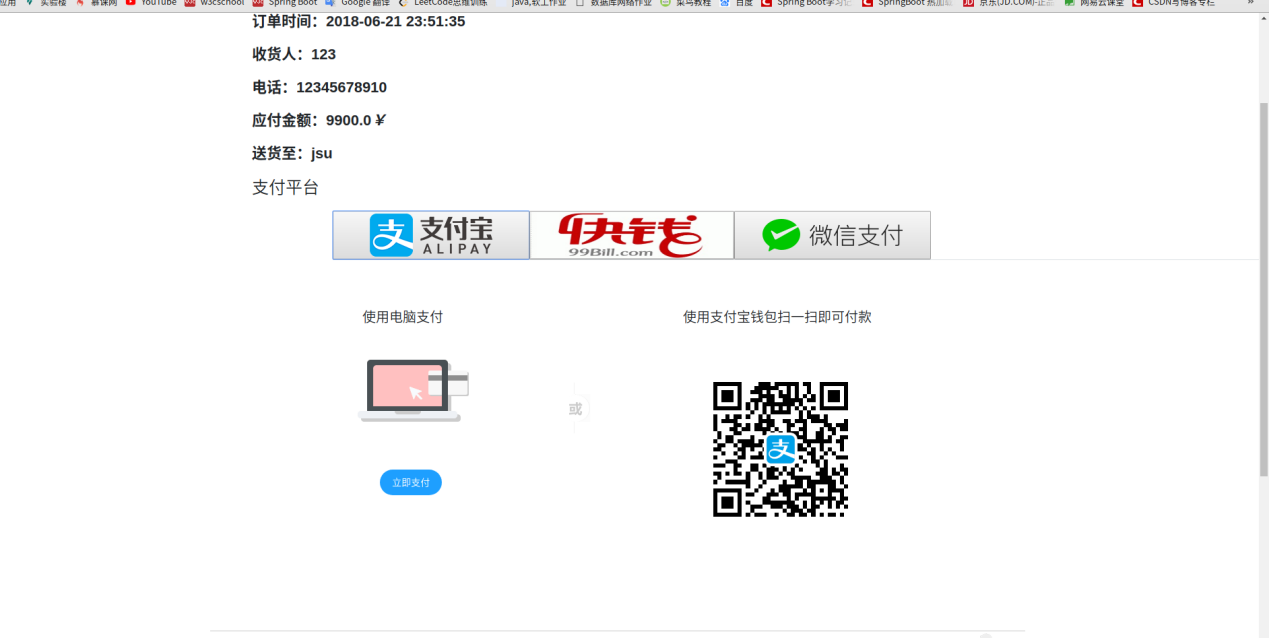 应用 实验楼 慕课网 YouTube w3cschool Spring Boot Google 翻译 LeetCode思维训练 java,软工作业 数据库网络作业 菜鸟教程 百度 Spring Boot学习记 SpringBoot 热加载 京东(JD.COM)-正品 网易云课堂 CSDN与博客专栏 »
订单时间：2018-06-21 23:51:35
收货人：123
电话：12345678910
应付金额：9900.0￥
送货至：jsu
支付平台
支付宝 快钱 微信支付
ALIPAY 99Bill.com
使用电脑支付 使用支付宝钱包扫一扫即可付款
或
支
立即支付